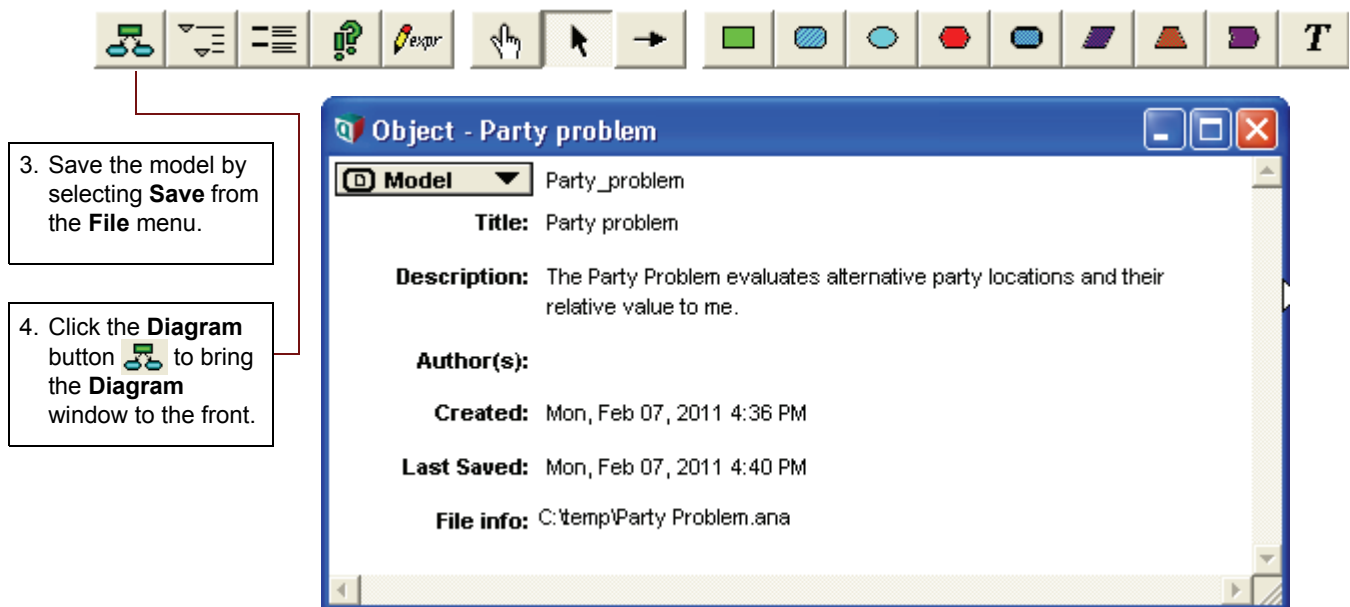 expr
T
3. Save the model by
selecting Save from
the File menu.
4. Click the Diagram
button to bring
the Diagram
window to the front.
Object - Party problem
D Model Party_problem
Title: Party problem
Description: The Party Problem evaluates alternative party locations and their
relative value to me.
Author(s):
Created: Mon, Feb 07, 2011 4:36 PM
Last Saved: Mon, Feb 07, 2011 4:40 PM
File info: C:\temp\Party Problem.ana